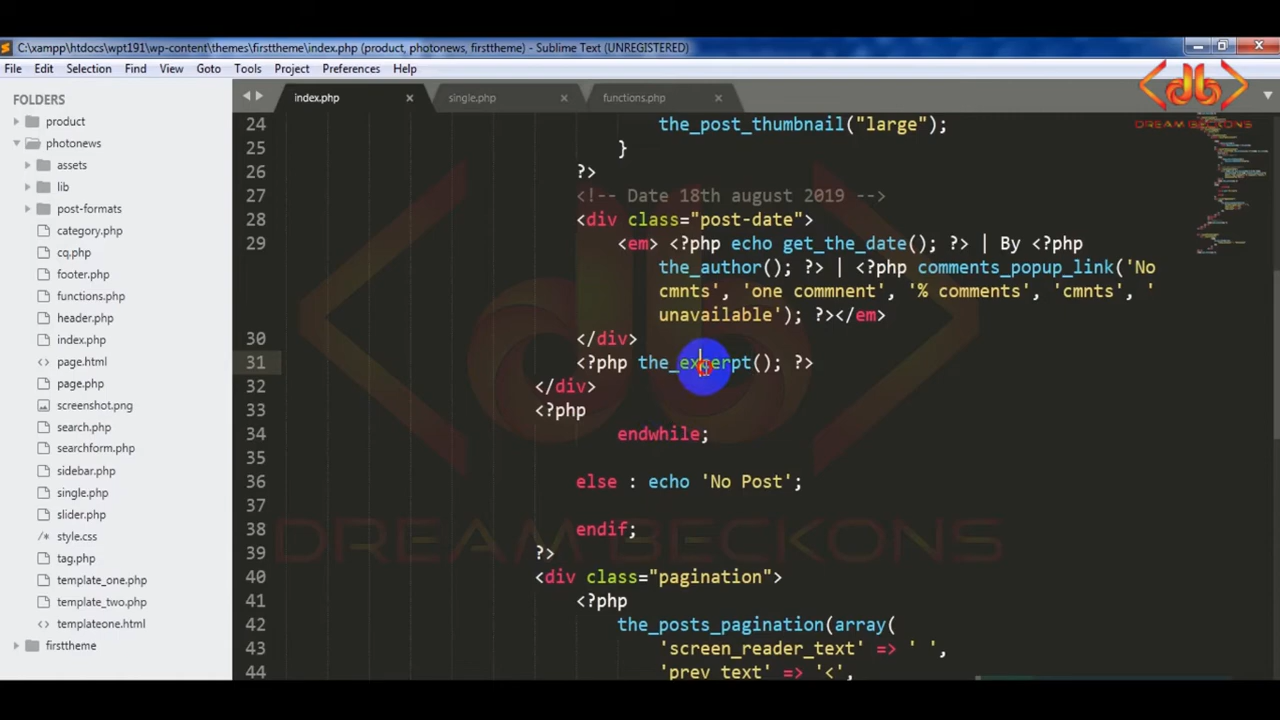 C:\xampp\htdocs\wpt191\wp-content\themes\firsttheme\index.php (product, photonews, firsttheme) - Sublime Text (UNREGISTERED)
File Edit Selection Find View Goto Tools Project Preferences Help
FOLDERS
product
photonews
assets
lib
post-formats
category.php
cq.php
footer.php
functions.php
header.php
index.php
page.html
page.php
screenshot.png
search.php
searchform.php
sidebar.php
single.php
slider.php
style.css
tag.php
template_one.php
template_two.php
templateone.html
firsttheme
index.php single.php functions.php
DREAM BECKONS
24 the_post_thumbnail("large");
25 }
26 ?>
27 <!-- Date 18th august 2019 -->
28 <div class="post-date">
29 <em> <?php echo get_the_date(); ?> | By <?php
the_author(); ?> | <?php comments_popup_link('No
cmnts', 'one commnent', '% comments', 'cmnts', '
unavailable'); ?></em>
30 </div>
31 <?php the_excerpt(); ?>
32 </div>
33 <?php
34 endwhile;
35
36 else : echo 'No Post';
37
38 endif;
39 ?>
40 <div class="pagination">
41 <?php
42 the_posts_pagination(array(
43 'screen_reader_text' => ' ',
44 'prev_text' => '<',
DREAM BECKONS